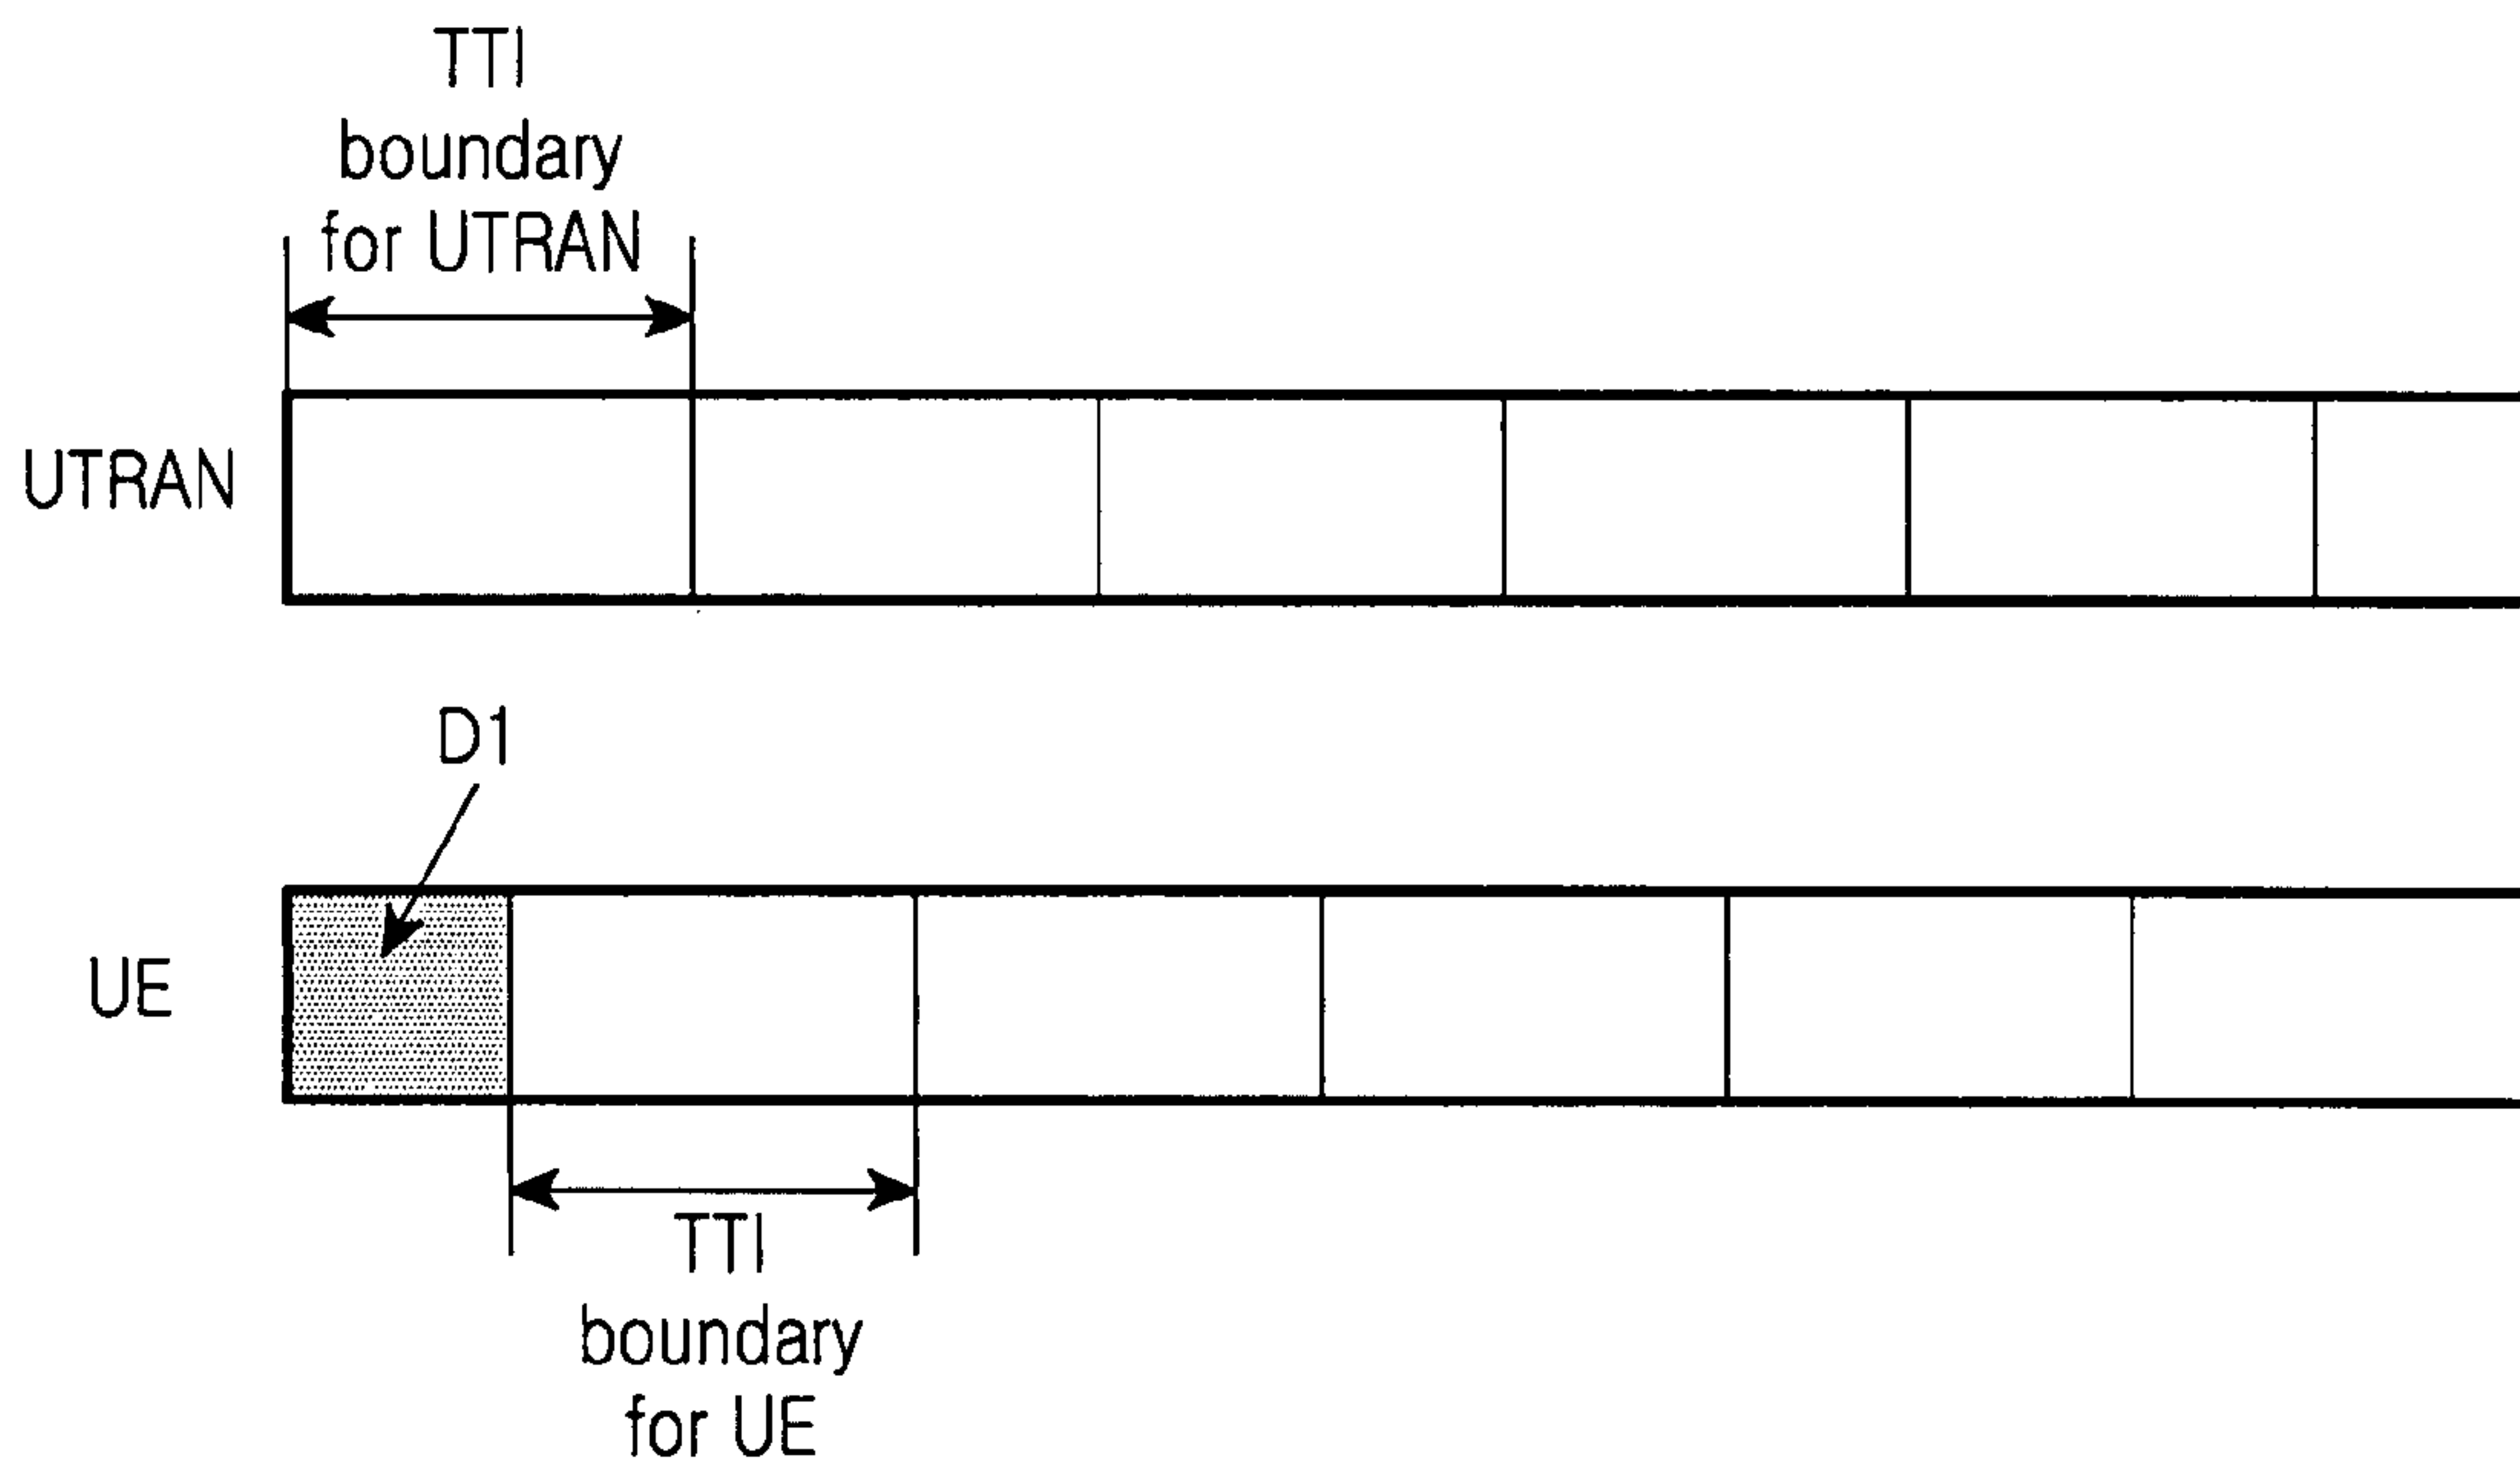 TTI
boundary
for UTRAN
UTRAN
D1
UE
TTI
boundary
for UE